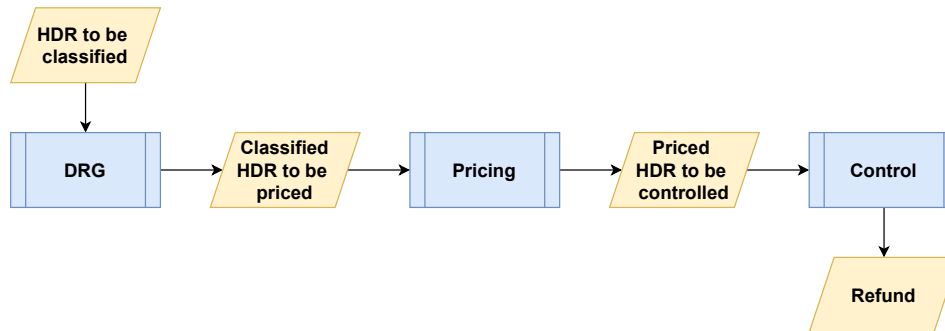 HDR to be
classified
DRG
Classified
HDR to be
priced
Pricing
Priced
HDR to be
controlled
Control
Refund